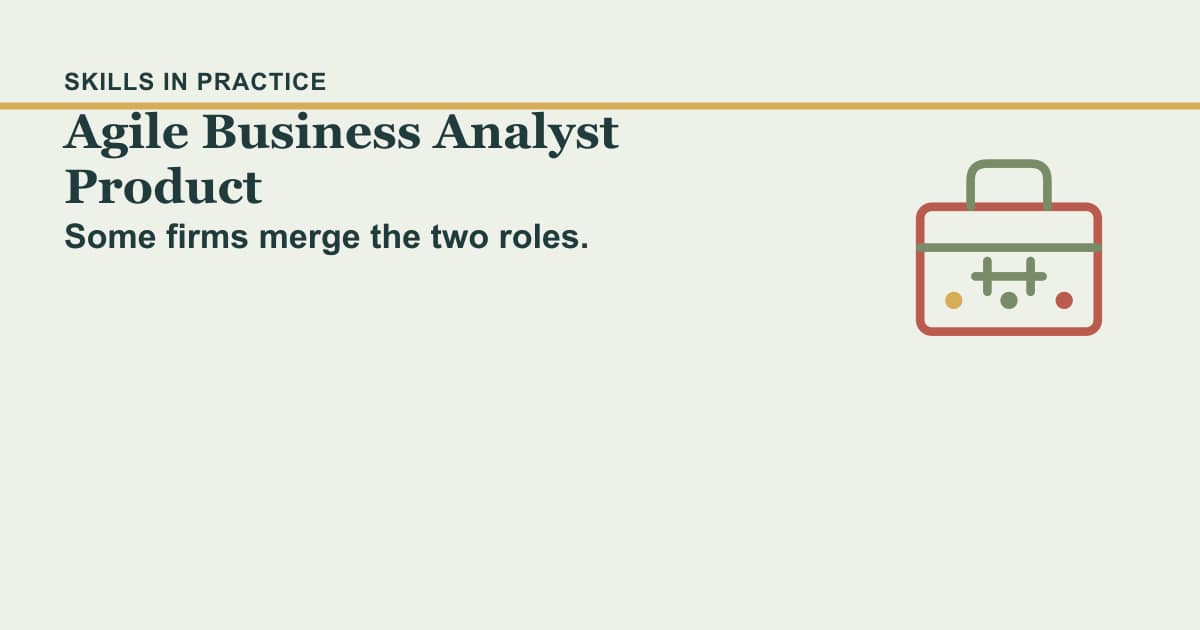 SKILLS IN PRACTICE
Agile Business Analyst
Product
Some firms merge the two roles.